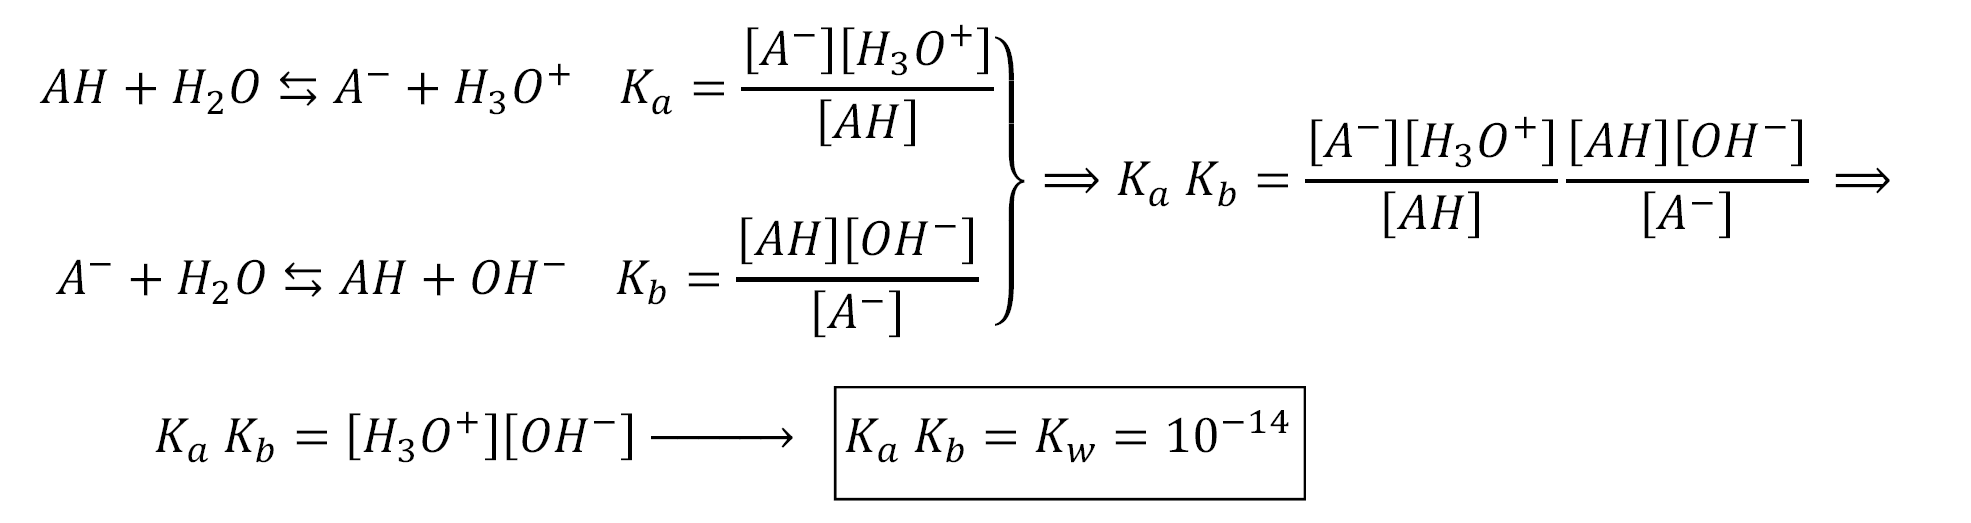 AH + H₂O ⇆ A⁻ + H₃O⁺ Kₐ = [A⁻][H₃O⁺] / [AH]
A⁻ + H₂O ⇆ AH + OH⁻ K_b = [AH][OH⁻] / [A⁻]
} ⟹ Kₐ K_b = [A⁻][H₃O⁺] / [AH] [AH][OH⁻] / [A⁻] ⟹
Kₐ K_b = [H₃O⁺][OH⁻] ⟶ Kₐ K_b = K_w = 10⁻¹⁴